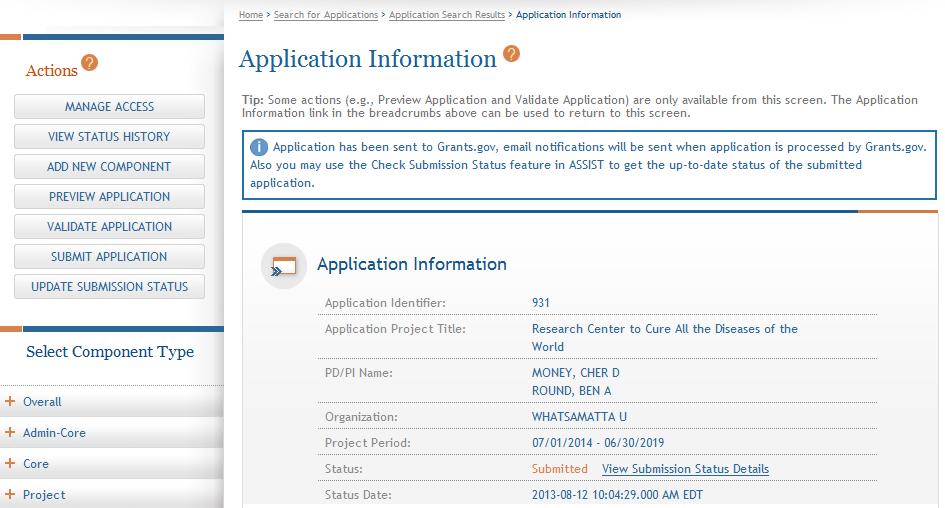 Home > Search for Applications > Application Search Results > Application Information
Actions ?
MANAGE ACCESS
VIEW STATUS HISTORY
ADD NEW COMPONENT
PREVIEW APPLICATION
VALIDATE APPLICATION
SUBMIT APPLICATION
UPDATE SUBMISSION STATUS
Select Component Type
+ Overall
+ Admin-Core
+ Core
+ Project
Application Information ?
Tip: Some actions (e.g., Preview Application and Validate Application) are only available from this screen. The Application
Information link in the breadcrumbs above can be used to return to this screen.
i Application has been sent to Grants.gov, email notifications will be sent when application is processed by Grants.gov.
Also you may use the Check Submission Status feature in ASSIST to get the up-to-date status of the submitted
application.
Application Information
Application Identifier: 931
Application Project Title: Research Center to Cure All the Diseases of the
World
PD/PI Name: MONEY, CHER D
ROUND, BEN A
Organization: WHATSAMATTA U
Project Period: 07/01/2014 - 06/30/2019
Status: Submitted View Submission Status Details
Status Date: 2013-08-12 10:04:29.000 AM EDT